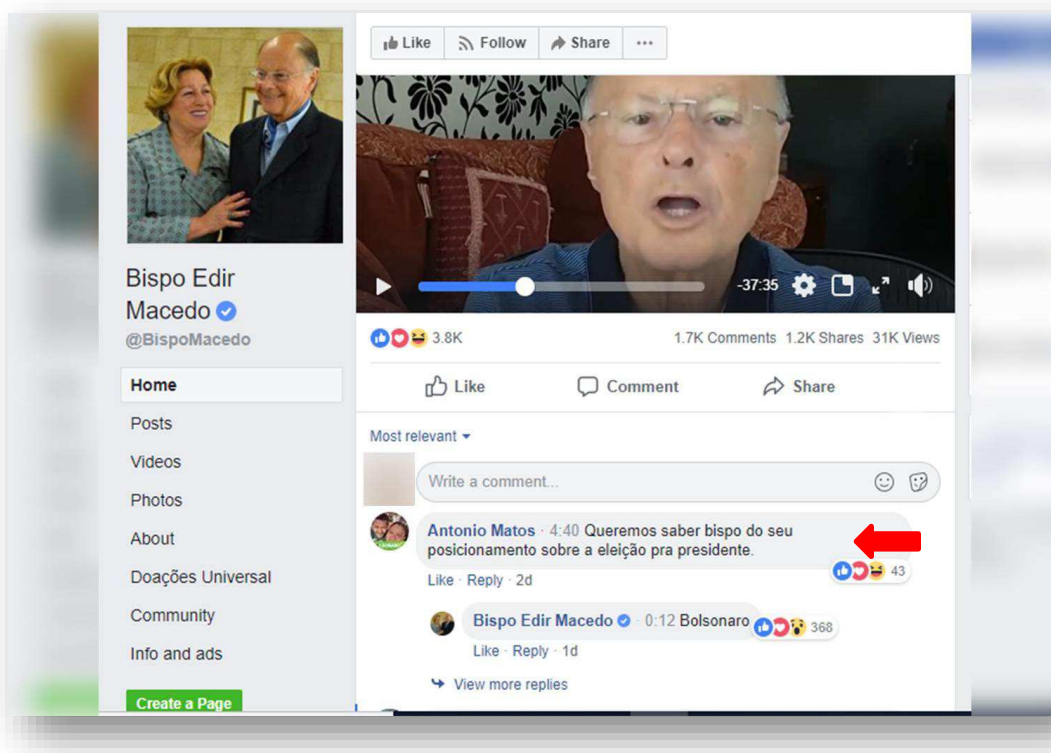 Like Follow Share ...
Bispo Edir
Macedo
@BispoMacedo
Home
Posts
Videos
Photos
About
Doações Universal
Community
Info and ads
Create a Page
-37:35
3.8K 1.7K Comments 1.2K Shares 31K Views
Like Comment Share
Most relevant
Write a comment...
Antonio Matos · 4:40 Queremos saber bispo do seu
posicionamento sobre a eleição pra presidente.
43
Like · Reply · 2d
Bispo Edir Macedo · 0:12 Bolsonaro
368
Like · Reply · 1d
View more replies